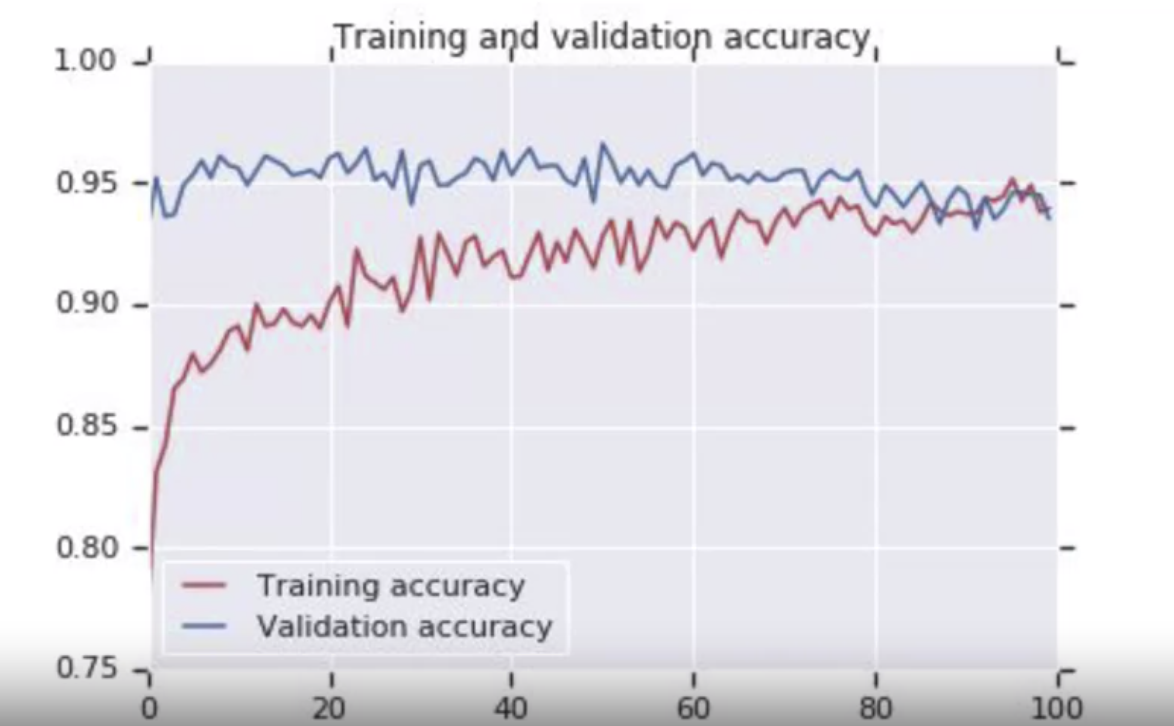 Training and validation accuracy
1.00
0.95
0.90
0.85
0.80
0.75
Training accuracy
Validation accuracy
0 20 40 60 80 100